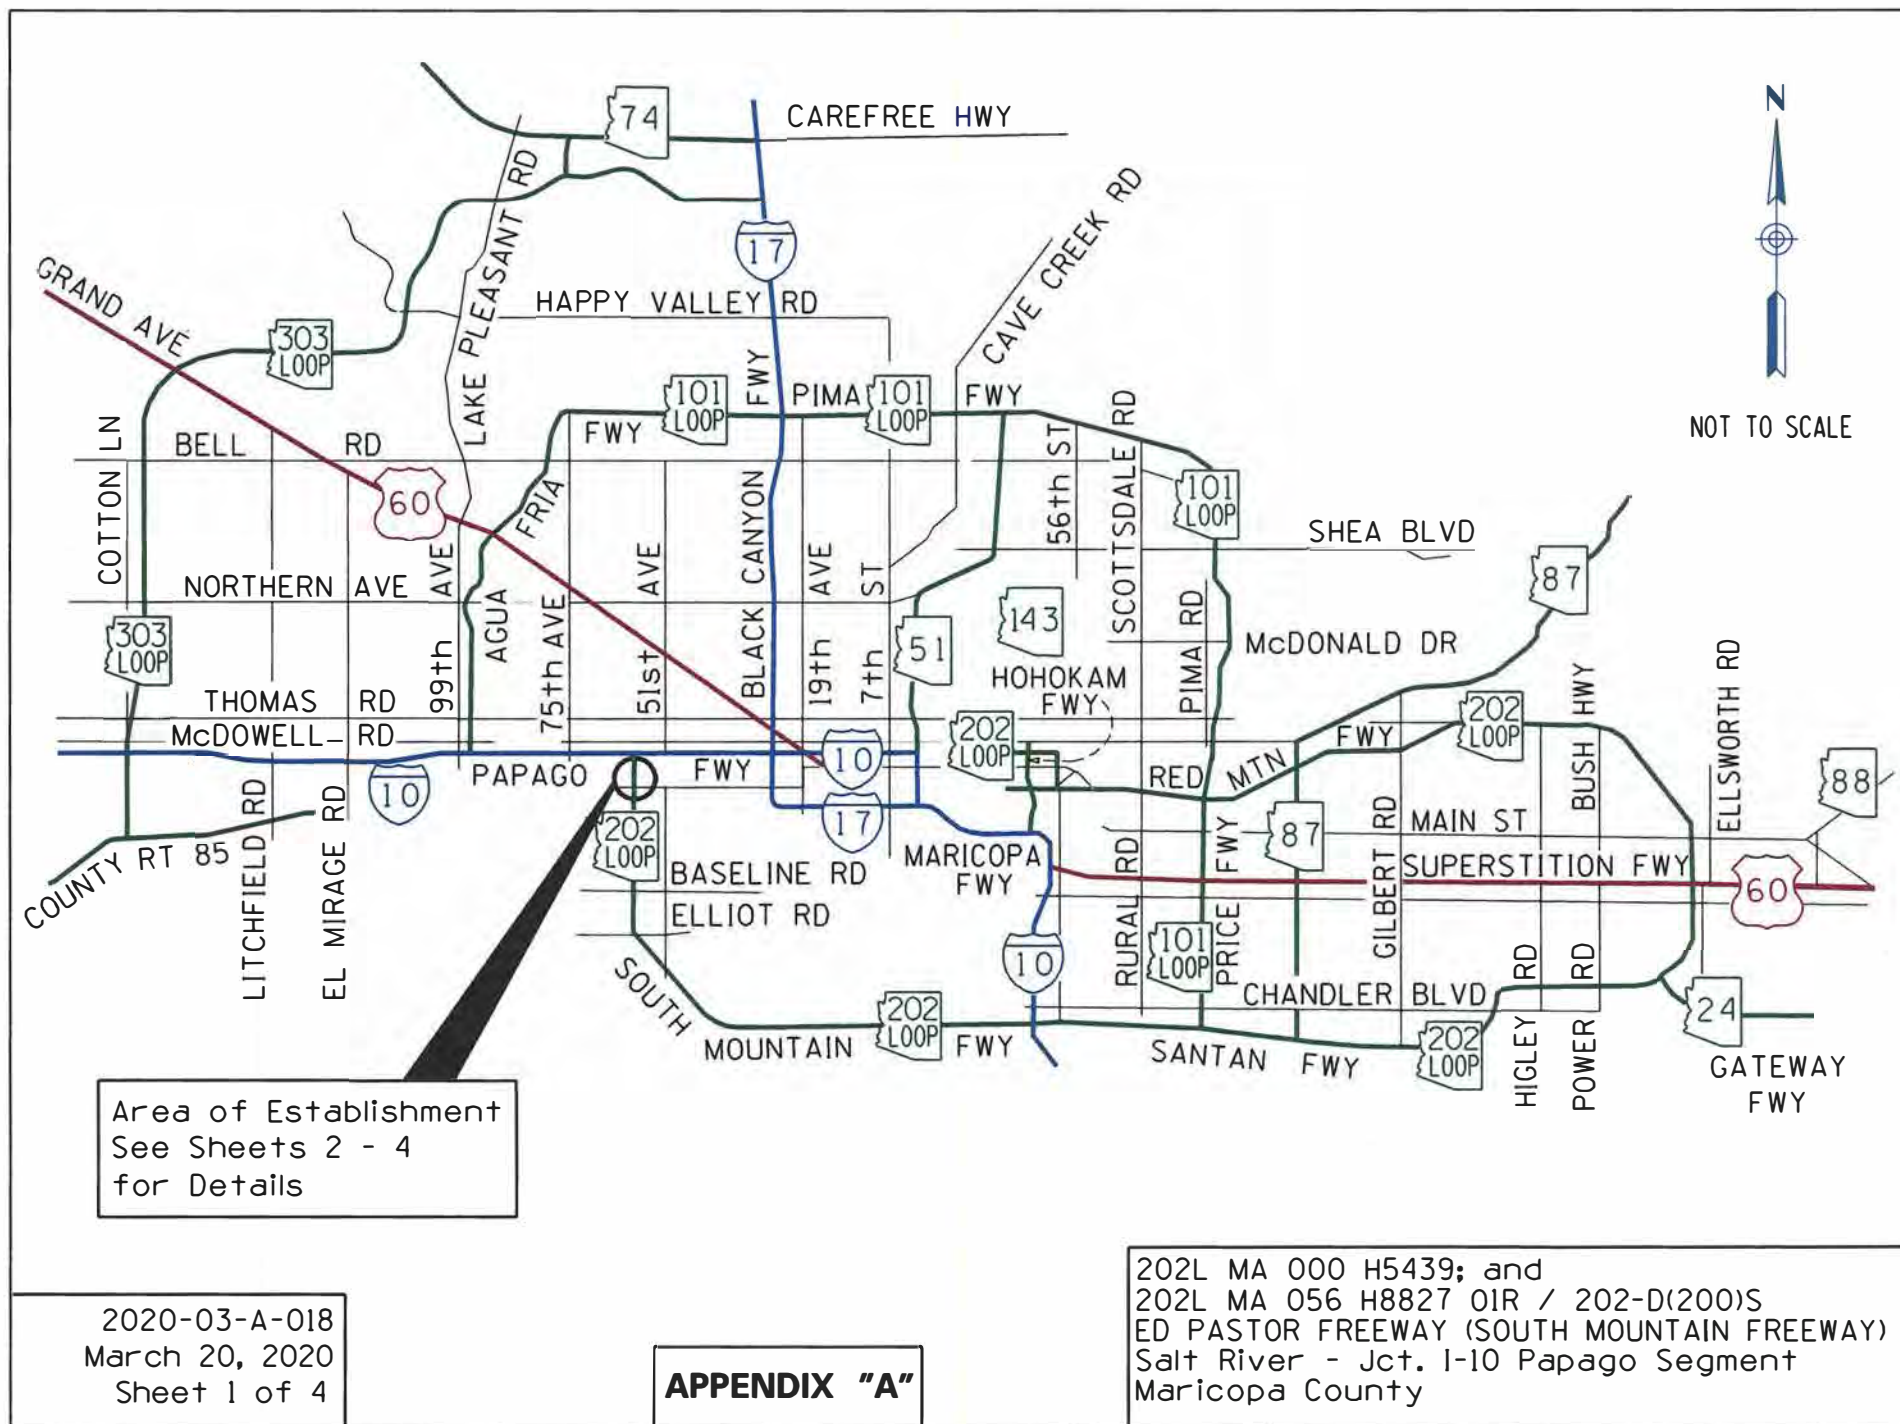 74
CAREFREE HWY
N
LAKE PLEASANT RD
17
CAVE CREEK RD
GRAND AVE
HAPPY VALLEY RD
303
LOOP
101
LOOP
FWY
PIMA
101
LOOP
FWY
FWY
NOT TO SCALE
COTTON LN
BELL RD
60
FRIA
BLACK CANYON
56th ST
SCOTTSDALE RD
101
LOOP
SHEA BLVD
87
NORTHERN AVE
99th AVE
AGUA
75th AVE
51st AVE
19th AVE
7th ST
143
PIMA RD
McDONALD DR
303
LOOP
51
HOHOKAM
FWY
THOMAS RD
McDOWELL RD
202
LOOP
FWY
202
LOOP
BUSH HWY
ELLSWORTH RD
10
PAPAGO FWY
10
RED MTN
88
LITCHFIELD RD
EL MIRAGE RD
202
LOOP
17
87
GILBERT RD
MAIN ST
COUNTY RT 85
BASELINE RD
MARICOPA
FWY
RURAL RD
PRICE FWY
SUPERSTITION FWY
60
ELLIOT RD
10
101
LOOP
SOUTH
MOUNTAIN
202
LOOP
FWY
CHANDLER BLVD
SANTAN FWY
202
LOOP
HIGLEY RD
POWER RD
24
GATEWAY
FWY
Area of Establishment
See Sheets 2 - 4
for Details
2020-03-A-018
March 20, 2020
Sheet 1 of 4
APPENDIX "A"
202L MA 000 H5439; and
202L MA 056 H8827 01R / 202-D(200)S
ED PASTOR FREEWAY (SOUTH MOUNTAIN FREEWAY)
Salt River - Jct. I-10 Papago Segment
Maricopa County